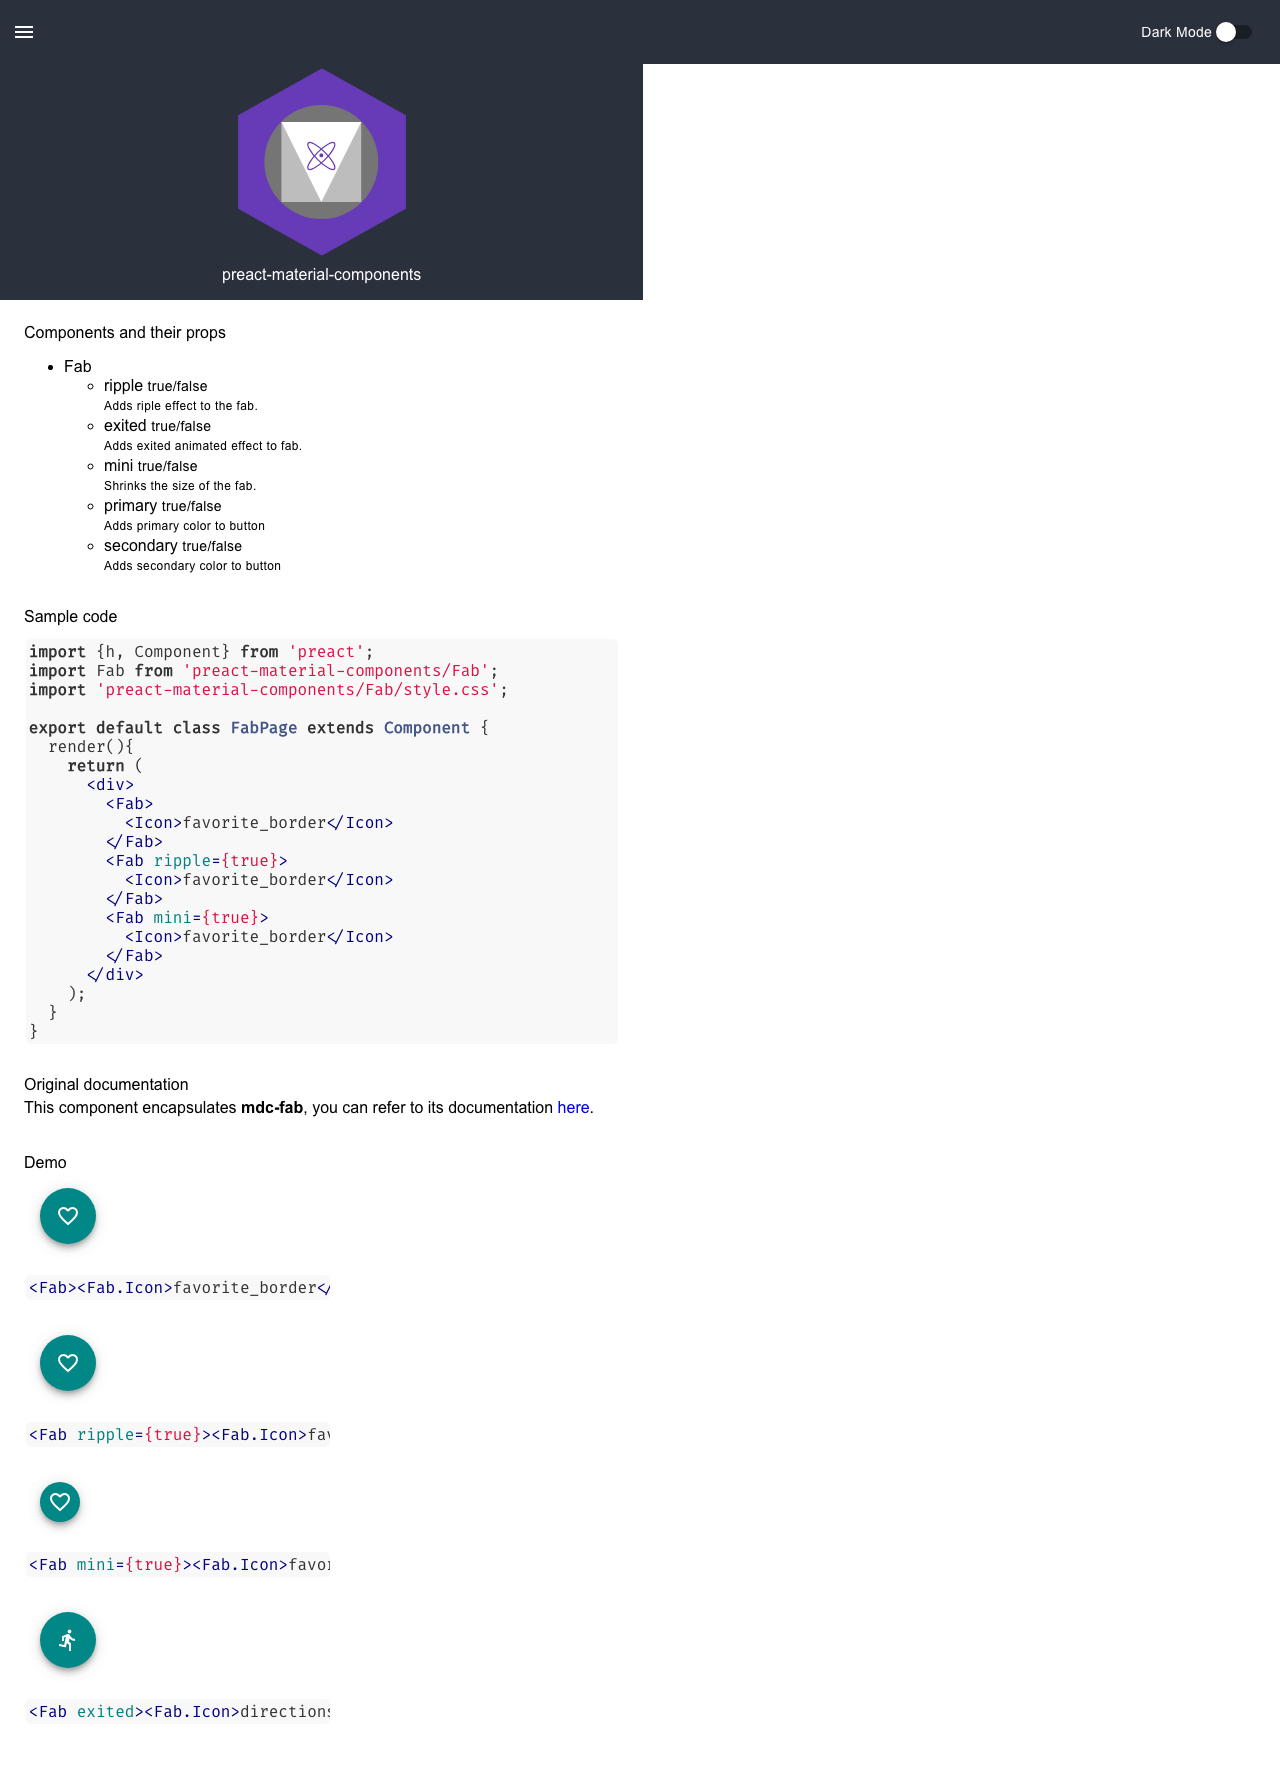 Dark Mode
preact-material-components
Components and their props
Fab
ripple true/false
Adds riple effect to the fab.
exited true/false
Adds exited animated effect to fab.
mini true/false
Shrinks the size of the fab.
primary true/false
Adds primary color to button
secondary true/false
Adds secondary color to button
Sample code
import {h, Component} from 'preact';
import Fab from 'preact-material-components/Fab';
import 'preact-material-components/Fab/style.css';
export default class FabPage extends Component {
render(){
return (
<div>
<Fab>
<Icon>favorite_border</Icon>
</Fab>
<Fab ripple={true}>
<Icon>favorite_border</Icon>
</Fab>
<Fab mini={true}>
<Icon>favorite_border</Icon>
</Fab>
</div>
);
}
}
Original documentation
This component encapsulates mdc-fab, you can refer to its documentation here.
Demo
<Fab><Fab.Icon>favorite_border</
<Fab ripple={true}><Fab.Icon>fav
<Fab mini={true}><Fab.Icon>favor
<Fab exited><Fab.Icon>directions